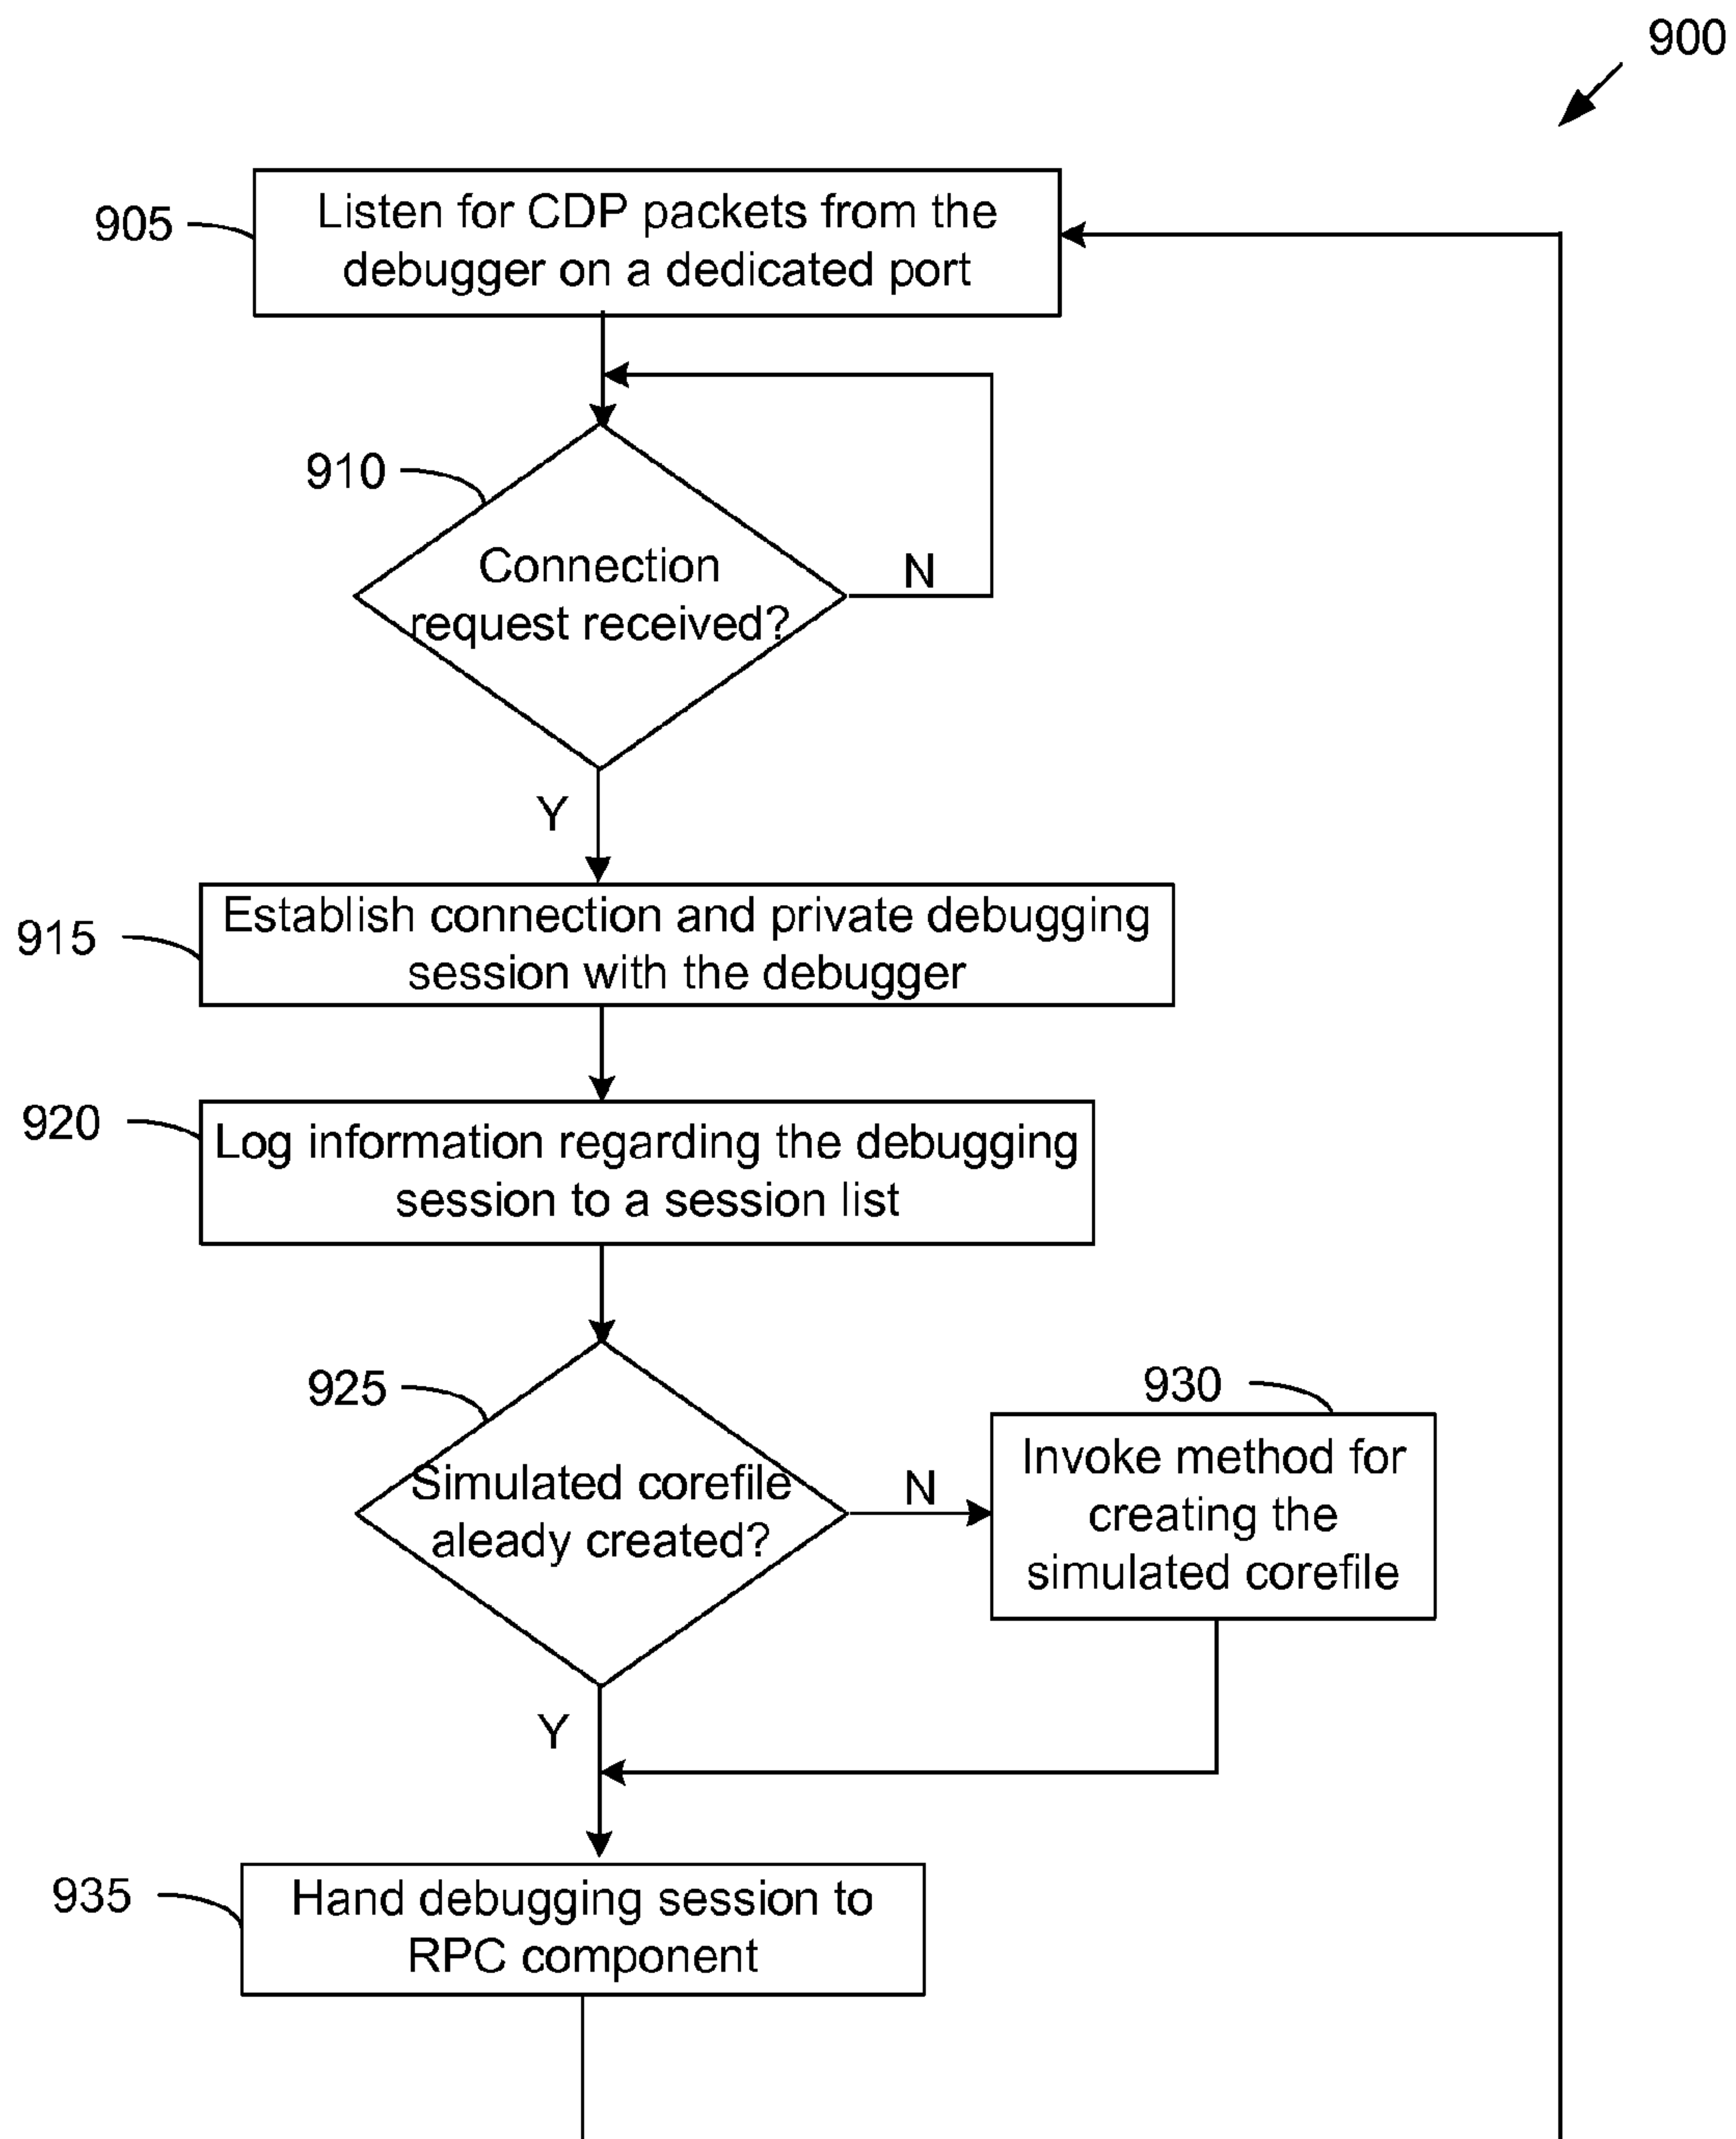 900
905
Listen for CDP packets from the
debugger on a dedicated port
910
Connection
request received?
N
Y
915
Establish connection and private debugging
session with the debugger
920
Log information regarding the debugging
session to a session list
925
Simulated corefile
aleady created?
N
930
Invoke method for
creating the
simulated corefile
Y
935
Hand debugging session to
RPC component